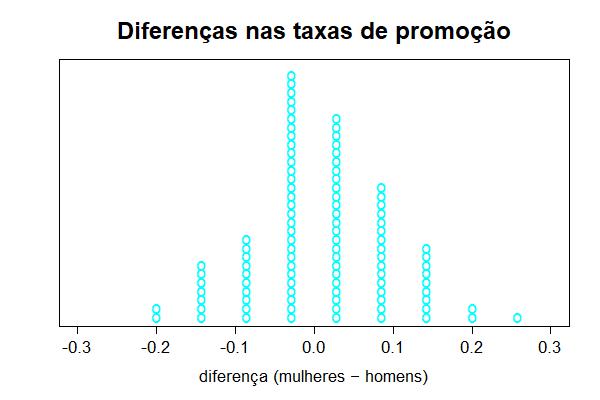 Diferenças nas taxas de promoção
-0.3 -0.2 -0.1 0.0 0.1 0.2 0.3
diferença (mulheres − homens)